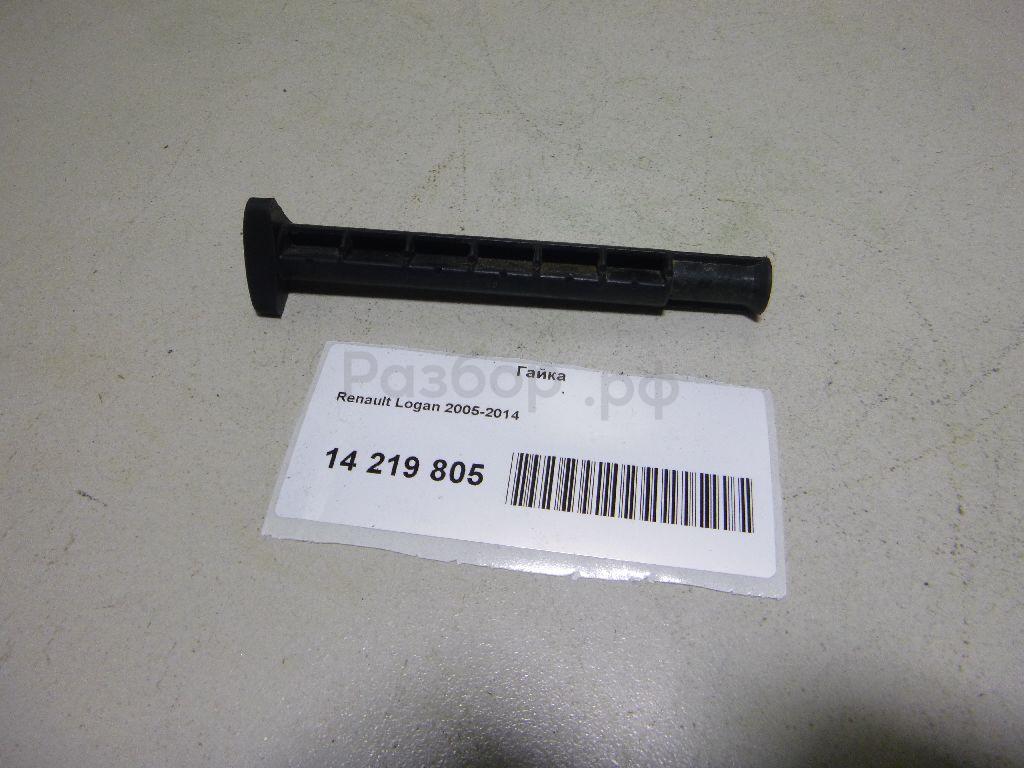 Гайка
Разбор.рф
Renault Logan 2005-2014
14 219 805